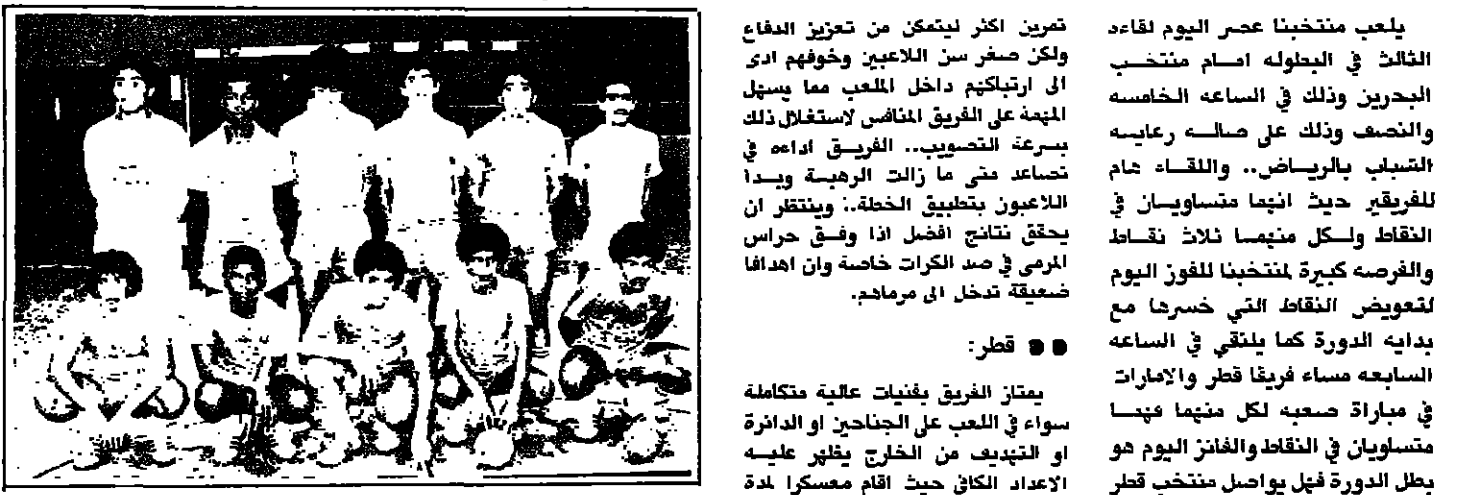 يلعب منتخبنا عصر اليوم لقاءه
الثالث في البطوله امام منتخب
البحرين وذلك في الساعه الخامسه
والنصف وذلك على صاله رعايه
الشباب بالرياض.. واللقاء هام
للفريقين حيث انهما متساويان في
النقاط ولكل منهما ثلاث نقاط
والفرصه كبيرة لمنتخبنا للفوز اليوم
لتعويض النقاط التي خسرها مع
بدايه الدورة كما يلتقي في الساعه
السابعه مساء فريقا قطر والامارات
في مباراة صعبه لكل منهما فهما
متساويان في النقاط والفائز اليوم هو
بطل الدورة فهل يواصل منتخب قطر
تمرين اكثر ليتمكن من تعزيز الدفاع
ولكن صغر سن اللاعبين وخوفهم ادى
الى ارتباكهم داخل الملعب مما يسهل
المهمة على الفريق المنافس لاستغلال ذلك
بسرعة التصويب.. الفريق اداءه في
تصاعد متى ما زالت الرهبة وبدا
اللاعبون بتطبيق الخطة.. وينتظر ان
يحقق نتائج افضل اذا وفق حراس
المرمى في صد الكرات خاصة وان اهدافا
ضعيقة تدخل الى مرماهم.
●● قطر:
يمتاز الفريق بفنيات عالية متكاملة
سواء في اللعب على الجناحين او الدائرة
او التهديف من الخارج يظهر عليه
الاعداد الكافي حيث اقام معسكرا لمدة